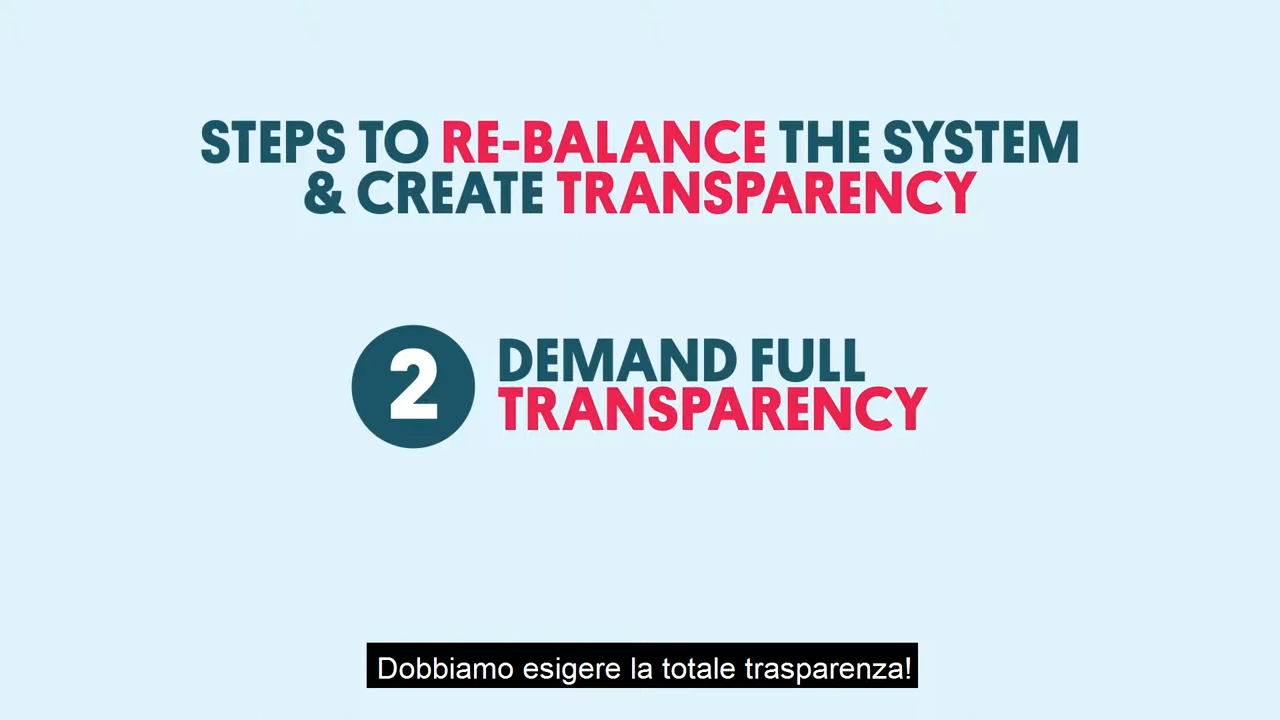 STEPS TO RE-BALANCE THE SYSTEM
& CREATE TRANSPARENCY
2
DEMAND FULL
TRANSPARENCY
Dobbiamo esigere la totale trasparenza!